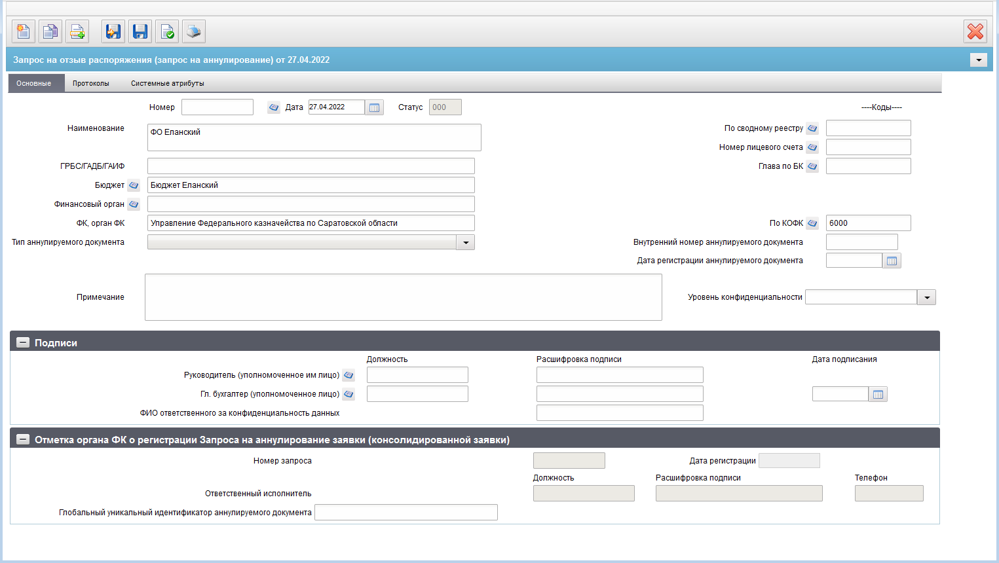 Запрос на отзыв распоряжения (запрос на аннулирование) от 27.04.2022
Основные Протоколы Системные атрибуты
Номер Дата 27.04.2022 Статус 000 ----Коды----
Наименование ФО Еланский По сводному реестру
Номер лицевого счета
ГРБС/ГАДБ/ГАИФ Глава по БК
Бюджет Бюджет Еланский
Финансовый орган
ФК, орган ФК Управление Федерального казначейства по Саратовской области По КОФК 6000
Тип аннулируемого документа Внутренний номер аннулируемого документа
Дата регистрации аннулируемого документа
Примечание Уровень конфиденциальности
Подписи
Должность Расшифровка подписи Дата подписания
Руководитель (уполномоченное им лицо)
Гл. бухгалтер (уполномоченное лицо)
ФИО ответственного за конфиденциальность данных
Отметка органа ФК о регистрации Запроса на аннулирование заявки (консолидированной заявки)
Номер запроса Дата регистрации
Должность Расшифровка подписи Телефон
Ответственный исполнитель
Глобальный уникальный идентификатор аннулируемого документа